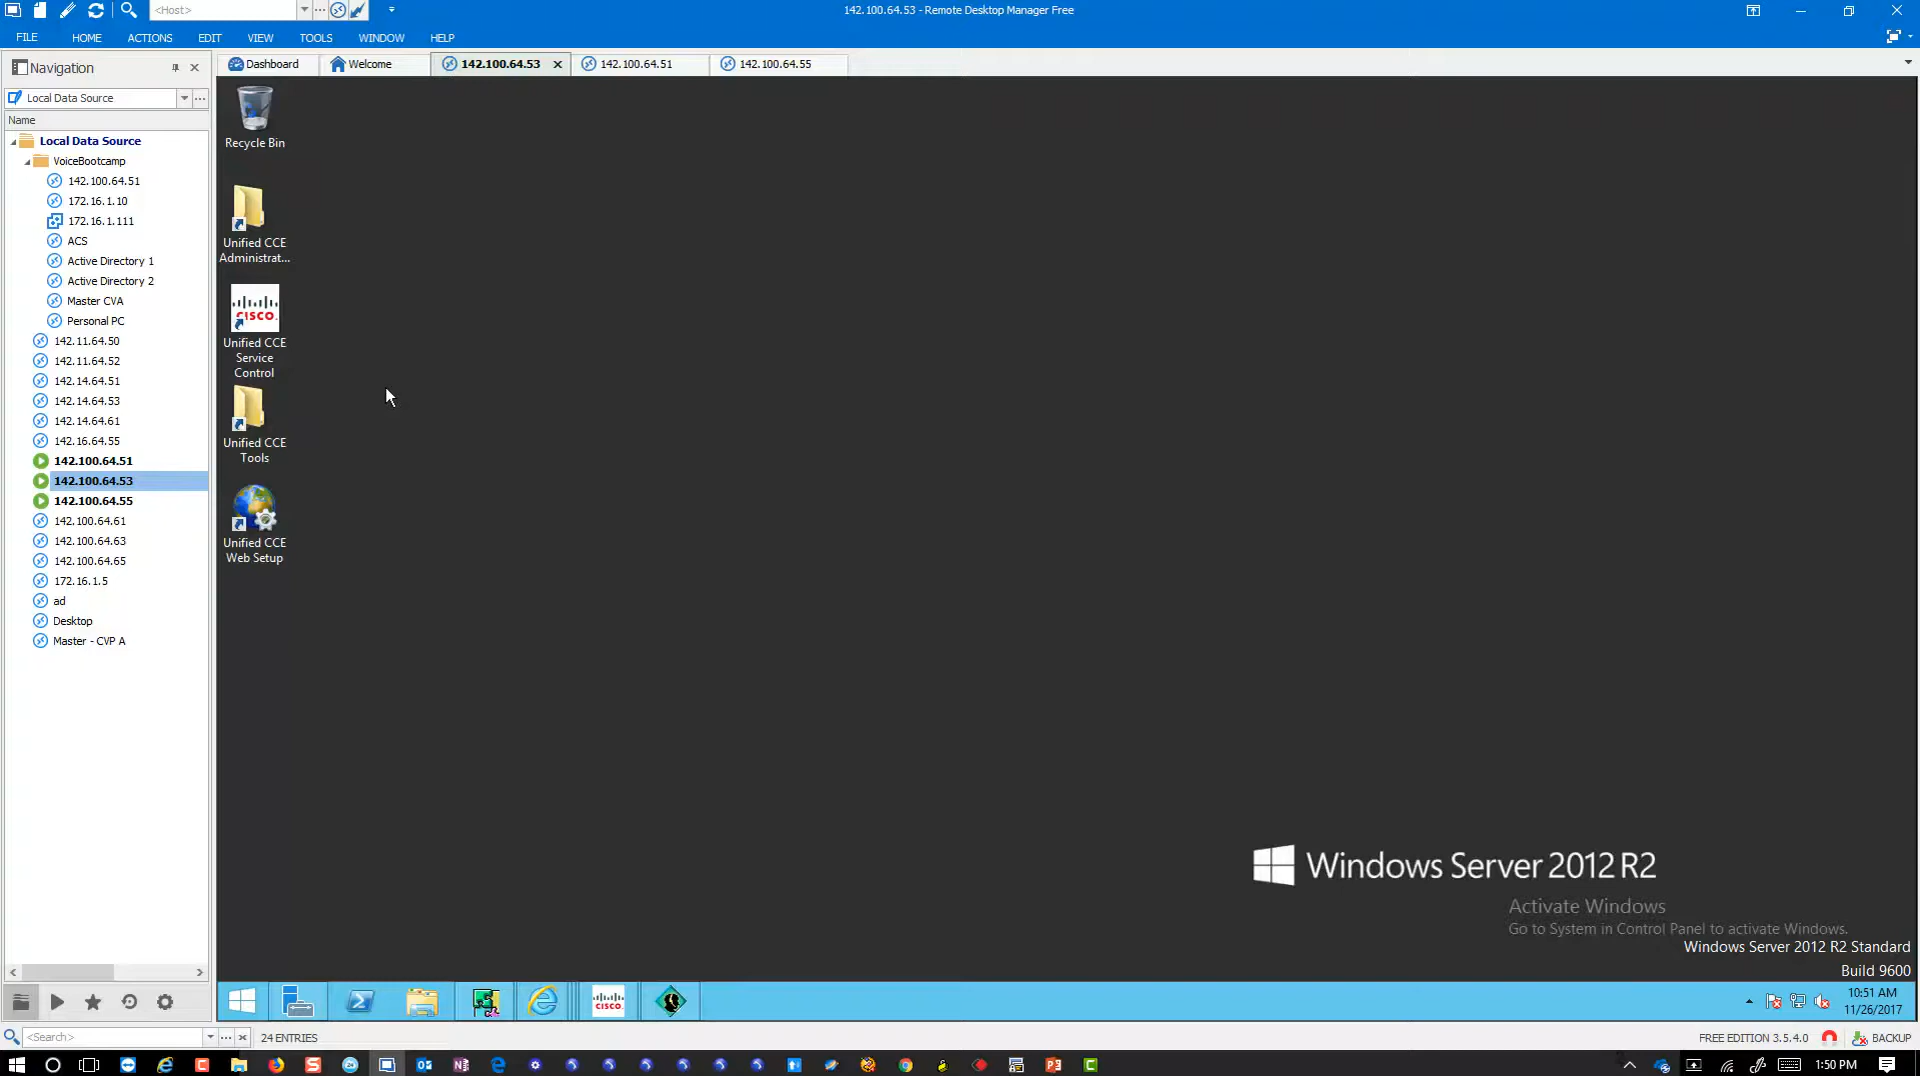 <Host>
142.100.64.53 - Remote Desktop Manager Free
FILE
HOME
ACTIONS
EDIT
VIEW
TOOLS
WINDOW
HELP
Navigation
Dashboard
Welcome
142.100.64.53
142.100.64.51
142.100.64.55
Local Data Source
Name
Local Data Source
VoiceBootcamp
142.100.64.51
172.16.1.10
172.16.1.111
ACS
Active Directory 1
Active Directory 2
Master CVA
Personal PC
142.11.64.50
142.11.64.52
142.14.64.51
142.14.64.53
142.14.64.61
142.16.64.55
142.100.64.51
142.100.64.53
142.100.64.55
142.100.64.61
142.100.64.63
142.100.64.65
172.16.1.5
ad
Desktop
Master - CVP A
Recycle Bin
Unified CCE
Administrat...
CISCO.
Unified CCE
Service
Control
Unified CCE
Tools
Unified CCE
Web Setup
Windows Server 2012 R2
Activate Windows
Go to System in Control Panel to activate Windows.
Windows Server 2012 R2 Standard
Build 9600
CISCO.
10:51 AM
11/26/2017
<Search>
24 ENTRIES
FREE EDITION 3.5.4.0
BACKUP
1:50 PM